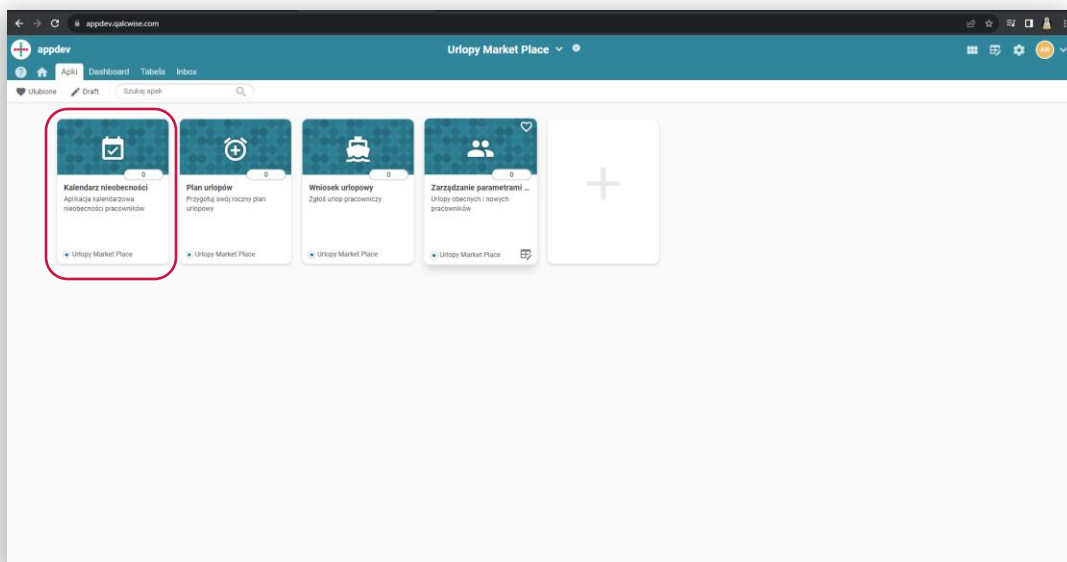 appdev.qalcwise.com
appdev
Urlopy Market Place
AN
Apki Dashboard Tabela Inbox
Ulubione Draft Szukaj apek
0
Kalendarz nieobecności
Aplikacja kalendarzowa
nieobecności pracowników
Urlopy Market Place
0
Plan urlopów
Przygotuj swój roczny plan
urlopowy
Urlopy Market Place
0
Wniosek urlopowy
Zgłoś urlop pracowniczy
Urlopy Market Place
0
Zarządzanie parametrami ...
Urlopy obecnych i nowych
pracowników
Urlopy Market Place